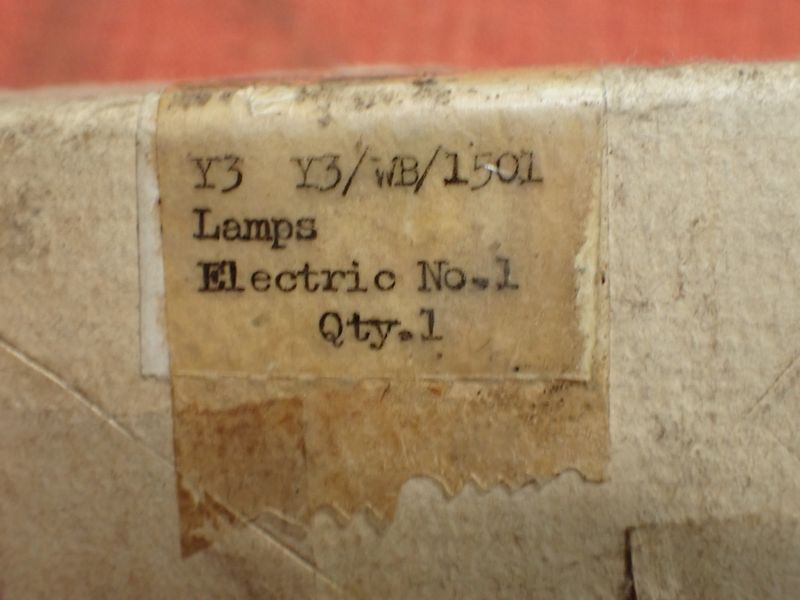 Y3 Y3/WB/1501
Lamps
Electric No.1
Qty.1